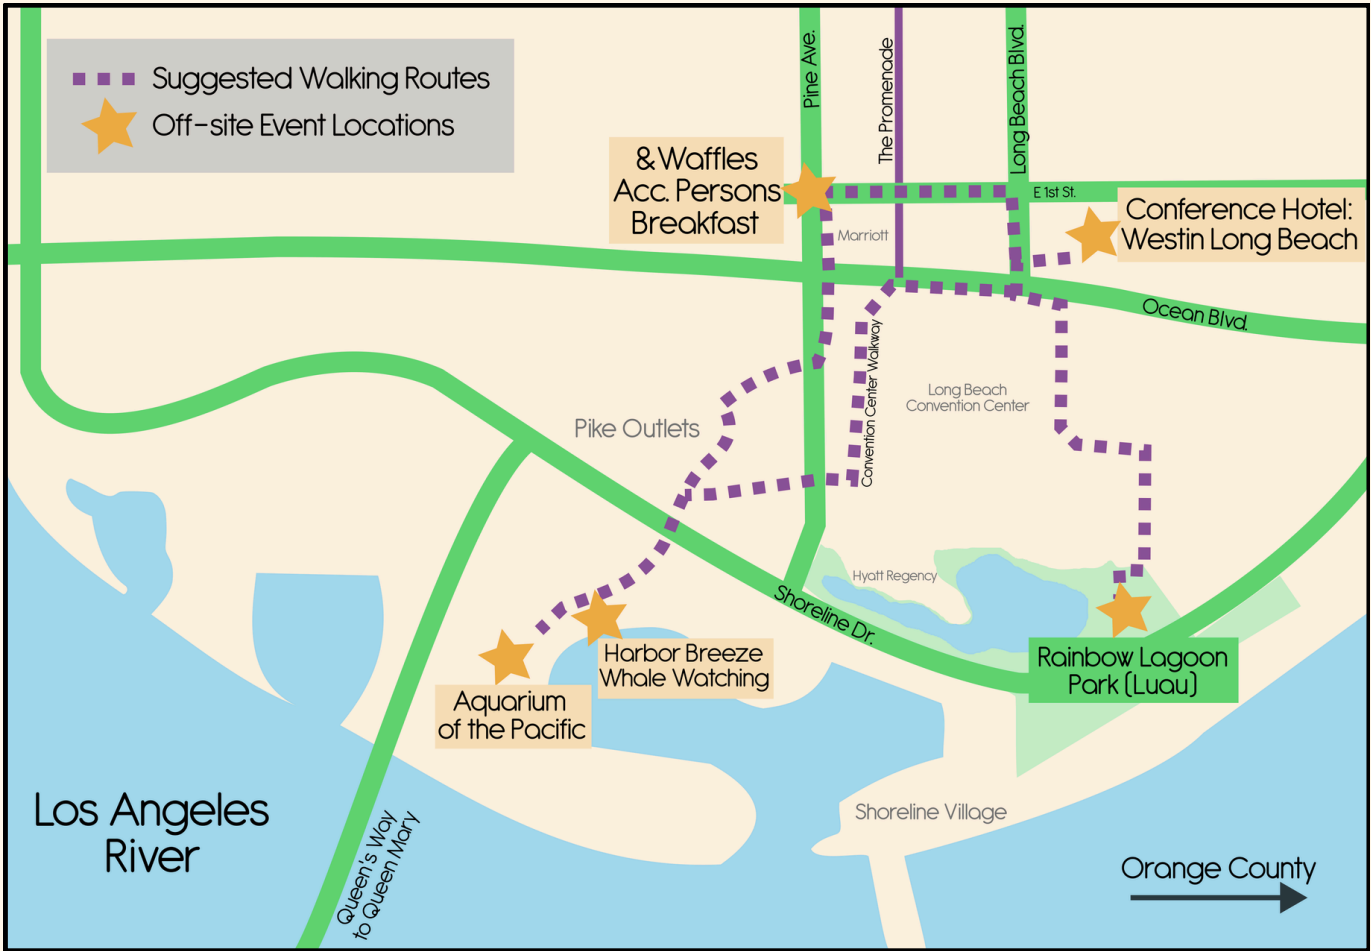 Suggested Walking Routes
Off-site Event Locations
Pine Ave.
The Promenade
Long Beach Blvd.
& Waffles
Acc. Persons
Breakfast
E 1st St.
Conference Hotel:
Westin Long Beach
Marriott
Ocean Blvd.
Convention Center Walkway
Long Beach
Convention Center
Pike Outlets
Hyatt Regency
Shoreline Dr.
Harbor Breeze
Whale Watching
Rainbow Lagoon
Park (Luau)
Aquarium
of the Pacific
Los Angeles
River
Queen's Way
to Queen Mary
Shoreline Village
Orange County